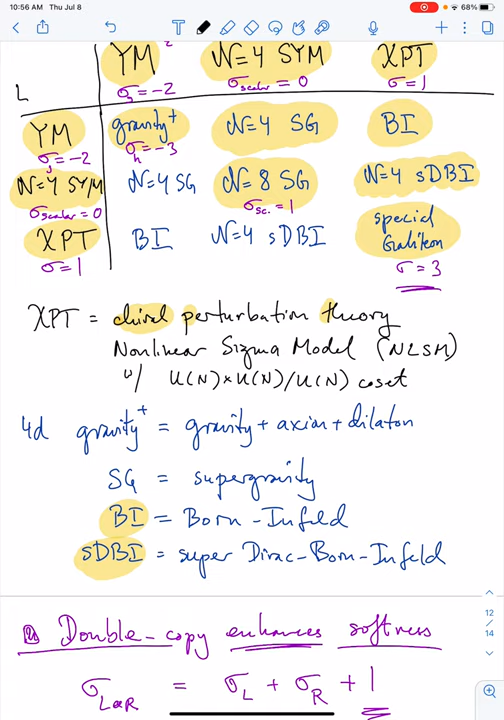 10:56 AM Thu Jul 8
68%
YM N=4 SYM XPT
σ = -2 σscalar = 0 σ = 1
L
YM gravity⁺ N=4 SG BI
σ = -2 σh = -3
N=4 SYM N=4 SG N=8 SG N=4 sDBI
σscalar = 0 σsc. = 1
XPT BI N=4 sDBI special Galileon
σ = 1 σ = 3
XPT = chiral perturbation theory
Nonlinear Sigma Model (NLSM)
w/ U(N)×U(N)/U(N) coset
4d gravity⁺ = gravity + axion + dilaton
SG = supergravity
BI = Born-Infeld
sDBI = super Dirac-Born-Infeld
12
14
Double-copy enhances softness
σL⊗R = σL + σR + 1